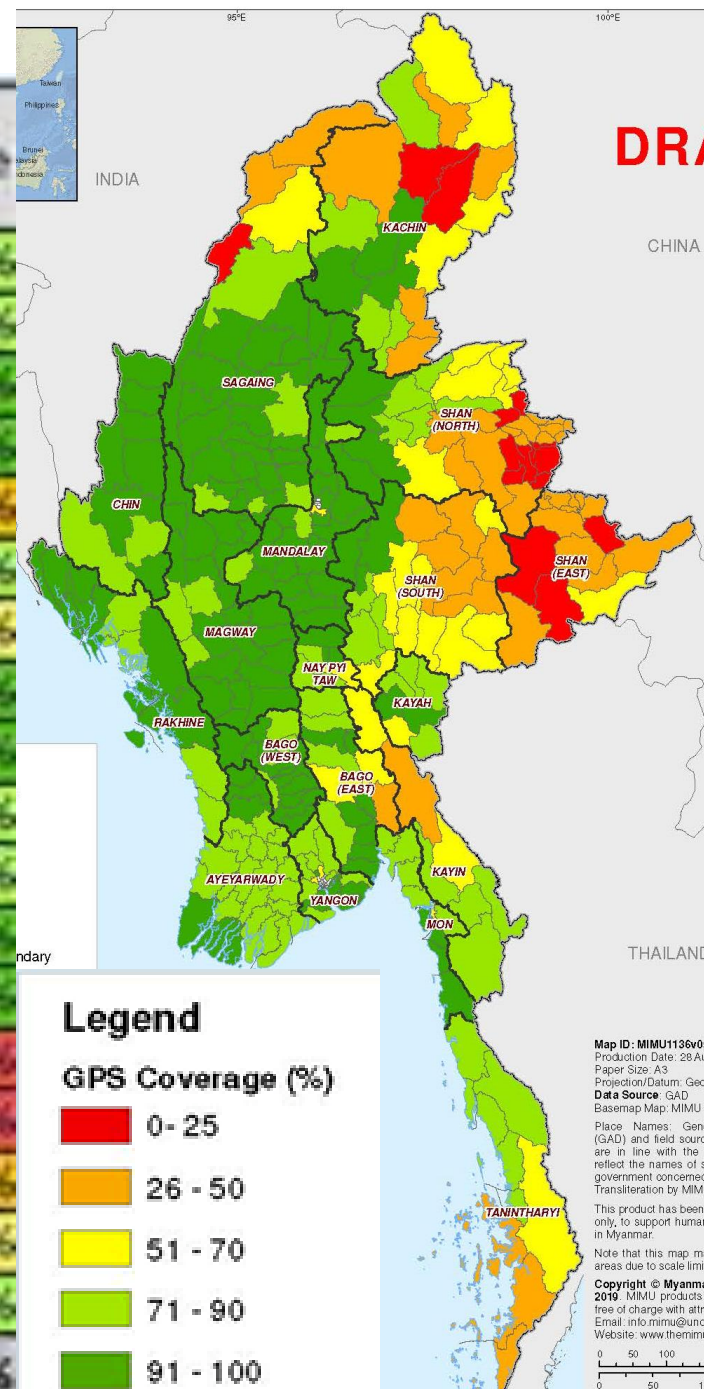 95°E
100°E
Taiwan
Philippines
Brunei
INDIA
DRA
CHINA
KACHIN
SAGAING
SHAN
(NORTH)
CHIN
MANDALAY
SHAN
(EAST)
SHAN
(SOUTH)
MAGWAY
NAY PYI
TAW
KAYAH
RAKHINE
BAGO
(WEST)
BAGO
(EAST)
KAYIN
AYEYARWADY
YANGON
MON
ndary
THAILAND
TANINTHARYI
Legend
GPS Coverage (%)
0- 25
26 - 50
51 - 70
71 - 90
91 - 100
Map ID: MIMU1136v0
Production Date: 28 Au
Paper Size: A3
Projection/Datum: Geo
Data Source: GAD
Basemap Map: MIMU
Place Names: Gene
(GAD) and field sourc
are in line with the
reflect the names of s
government concerned
Transliteration by MIM
This product has been
only, to support human
in Myanmar.
Note that this map ma
areas due to scale limi
Copyright © Myanma
2019. MIMU products
free of charge with attr
Email: info.mimu@und
Website: www.themim
0 50 100
0 50